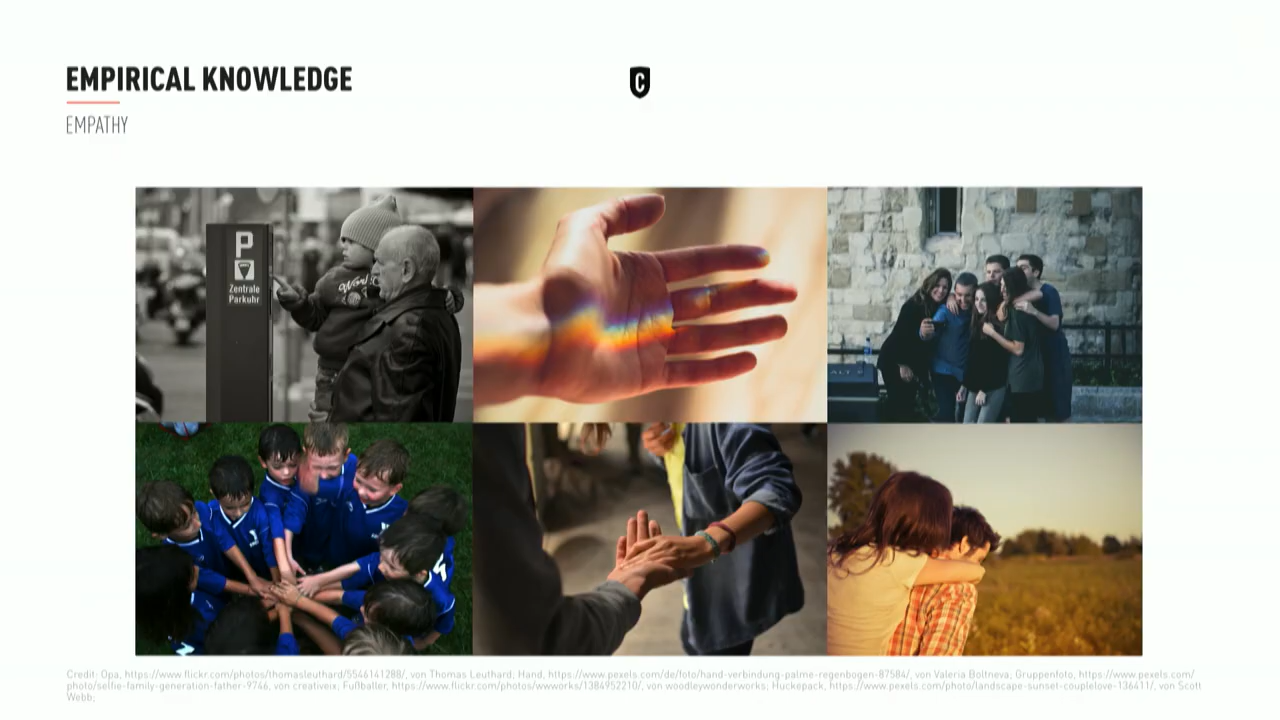 EMPIRICAL KNOWLEDGE
C
EMPATHY
P
Zentrale
Parkuhr
Credit: Opa, https://www.flickr.com/photos/thomasleuthard/5546141288/, von Thomas Leuthard; Hand, https://www.pexels.com/de/foto/hand-verbindung-palme-regenbogen-87584/, von Valeria Boltneva; Gruppenfoto, https://www.pexels.com/
photo/selfie-family-generation-father-9746, von creativeix; Fußballer, https://www.flickr.com/photos/wwworks/1384952210/, von woodleywonderworks; Huckepack, https://www.pexels.com/photo/landscape-sunset-couplelove-136411/, von Scott
Webb;